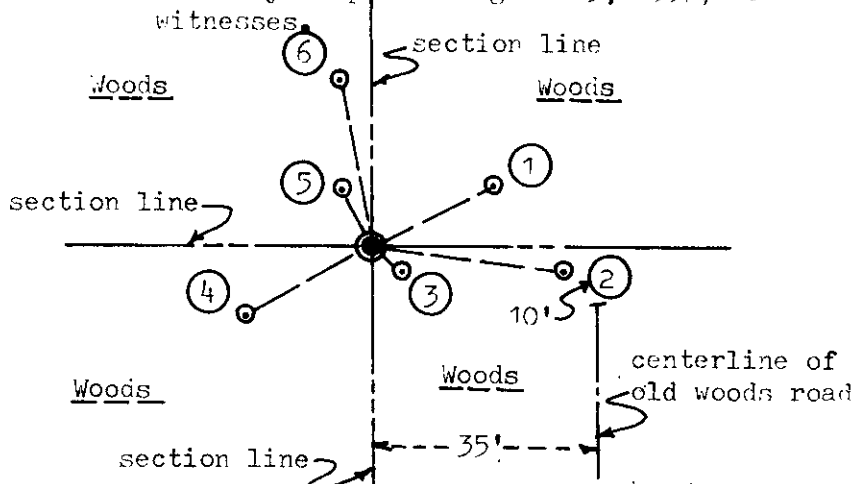 witnesses.
6
section line
Woods
Woods
1
5
section line
4
3
2
10'
Woods
Woods
centerline of
old woods road
35'
section line